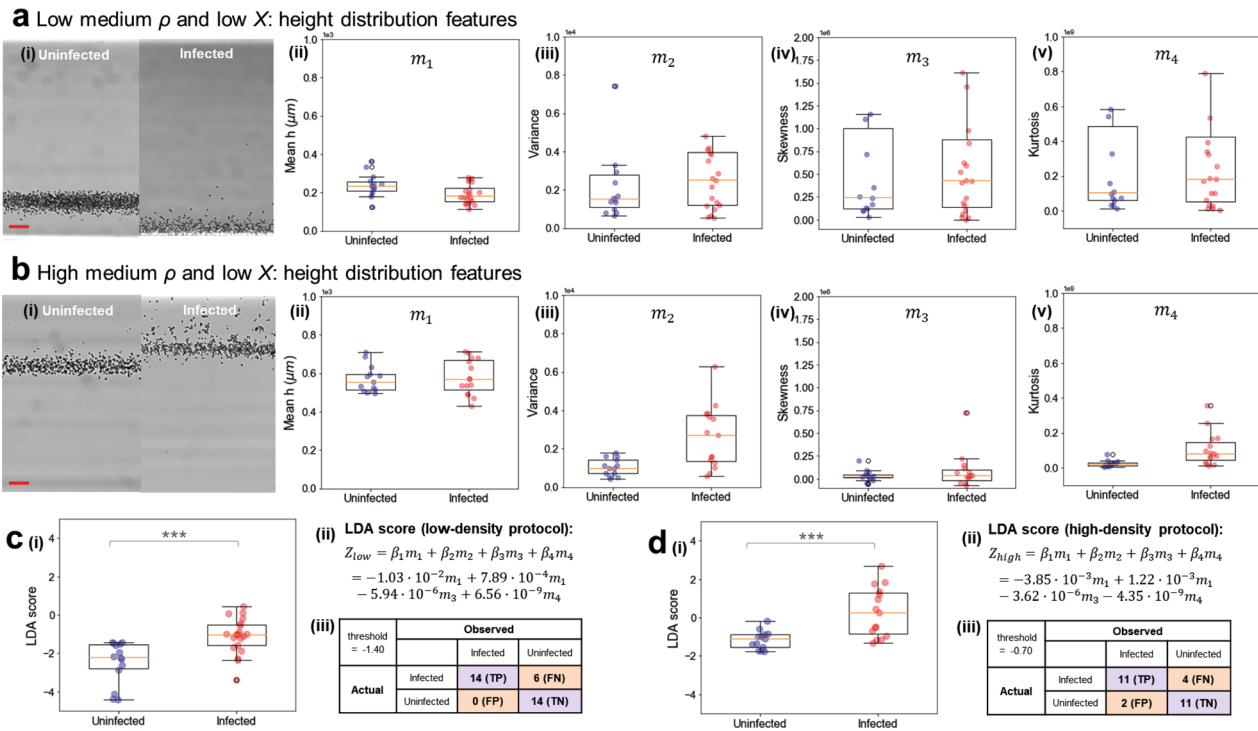 a Low medium ρ and low X: height distribution features
(i) Uninfected
Infected
(ii)
1e3
m₁
Mean h (μm)
1.0
0.8
0.6
0.4
0.2
0.0
Uninfected
Infected
(iii)
1e4
m₂
Variance
1.0
0.8
0.6
0.4
0.2
0.0
Uninfected
Infected
(iv)
1e6
m₃
Skewness
2.00
1.75
1.50
1.25
1.00
0.75
0.50
0.25
0.00
Uninfected
Infected
(v)
1e9
m₄
Kurtosis
1.0
0.8
0.6
0.4
0.2
0.0
Uninfected
Infected
b High medium ρ and low X: height distribution features
(i) Uninfected
Infected
(ii)
1e3
m₁
Mean h (μm)
1.0
0.8
0.6
0.4
0.2
0.0
Uninfected
Infected
(iii)
1e4
m₂
Variance
1.0
0.8
0.6
0.4
0.2
0.0
Uninfected
Infected
(iv)
1e6
m₃
Skewness
2.00
1.75
1.50
1.25
1.00
0.75
0.50
0.25
0.00
Uninfected
Infected
(v)
1e9
m₄
Kurtosis
1.0
0.8
0.6
0.4
0.2
0.0
Uninfected
Infected
c (i)
***
LDA score
4
2
0
−2
−4
Uninfected
Infected
(ii) LDA score (low-density protocol):
Z_low = β₁m₁ + β₂m₂ + β₃m₃ + β₄m₄
= −1.03 · 10⁻²m₁ + 7.89 · 10⁻⁴m₁
− 5.94 · 10⁻⁶m₃ + 6.56 · 10⁻⁹m₄
(iii)
threshold = -1.40
Observed
Infected Uninfected
Actual
Infected 14 (TP) 6 (FN)
Uninfected 0 (FP) 14 (TN)
d (i)
***
LDA score
4
2
0
−2
−4
Uninfected
Infected
(ii) LDA score (high-density protocol):
Z_high = β₁m₁ + β₂m₂ + β₃m₃ + β₄m₄
= −3.85 · 10⁻³m₁ + 1.22 · 10⁻³m₁
− 3.62 · 10⁻⁶m₃ − 4.35 · 10⁻⁹m₄
(iii)
threshold = -0.70
Observed
Infected Uninfected
Actual
Infected 11 (TP) 4 (FN)
Uninfected 2 (FP) 11 (TN)